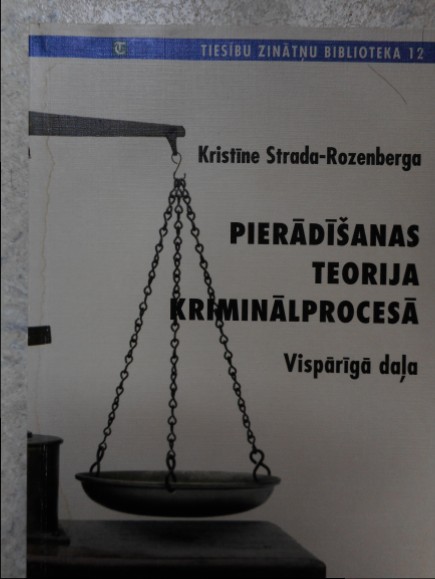 TIESĪBU ZINĀTŅU BIBLIOTEKA 12
Kristīne Strada-Rozenberga
PIERĀDĪŠANAS
TEORIJA
KRIMINĀLPROCESĀ
Vispārīgā daļa